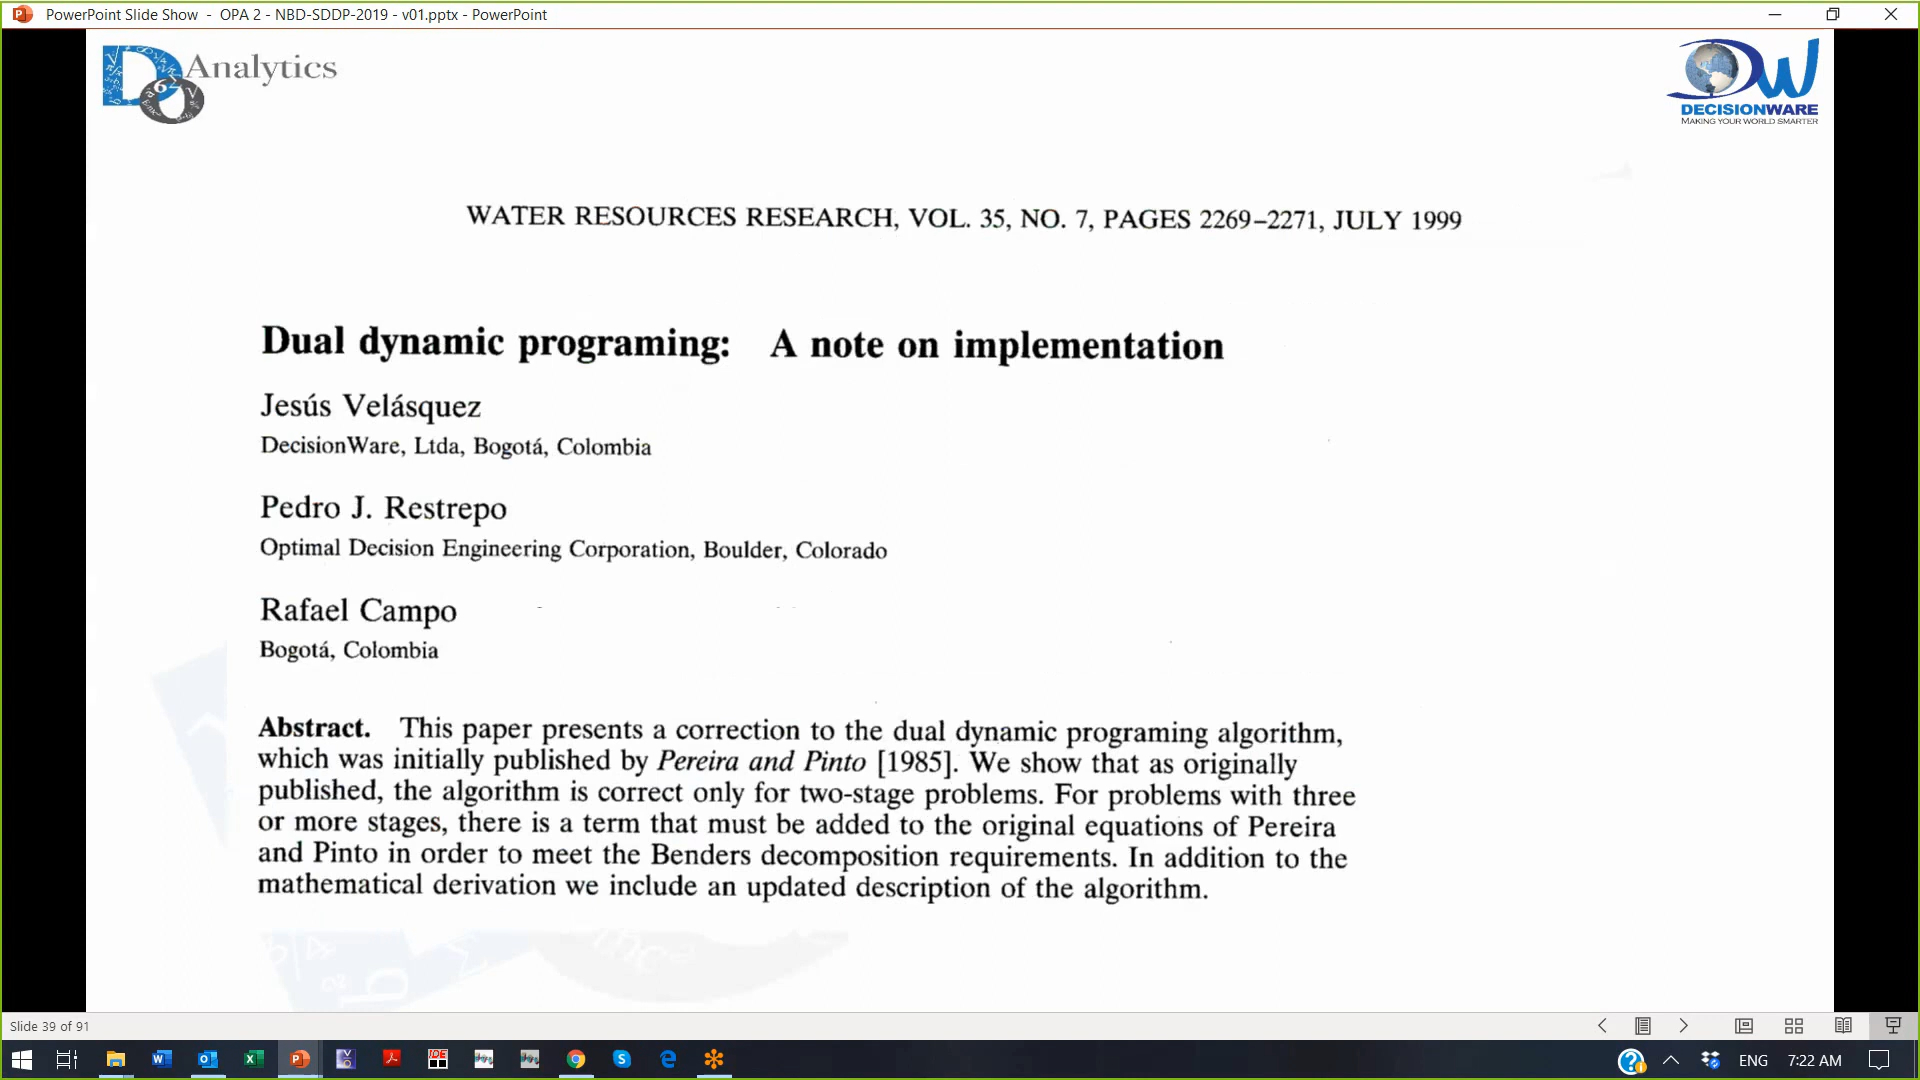 PowerPoint Slide Show - OPA 2 - NBD-SDDP-2019 - v01.pptx - PowerPoint
Analytics
DW
DECISIONWARE
MAKING YOUR WORLD SMARTER
WATER RESOURCES RESEARCH, VOL. 35, NO. 7, PAGES 2269–2271, JULY 1999
Dual dynamic programing: A note on implementation
Jesús Velásquez
DecisionWare, Ltda, Bogotá, Colombia
Pedro J. Restrepo
Optimal Decision Engineering Corporation, Boulder, Colorado
Rafael Campo
Bogotá, Colombia
Abstract. This paper presents a correction to the dual dynamic programing algorithm,
which was initially published by Pereira and Pinto [1985]. We show that as originally
published, the algorithm is correct only for two-stage problems. For problems with three
or more stages, there is a term that must be added to the original equations of Pereira
and Pinto in order to meet the Benders decomposition requirements. In addition to the
mathematical derivation we include an updated description of the algorithm.
Slide 39 of 91
ENG
7:22 AM